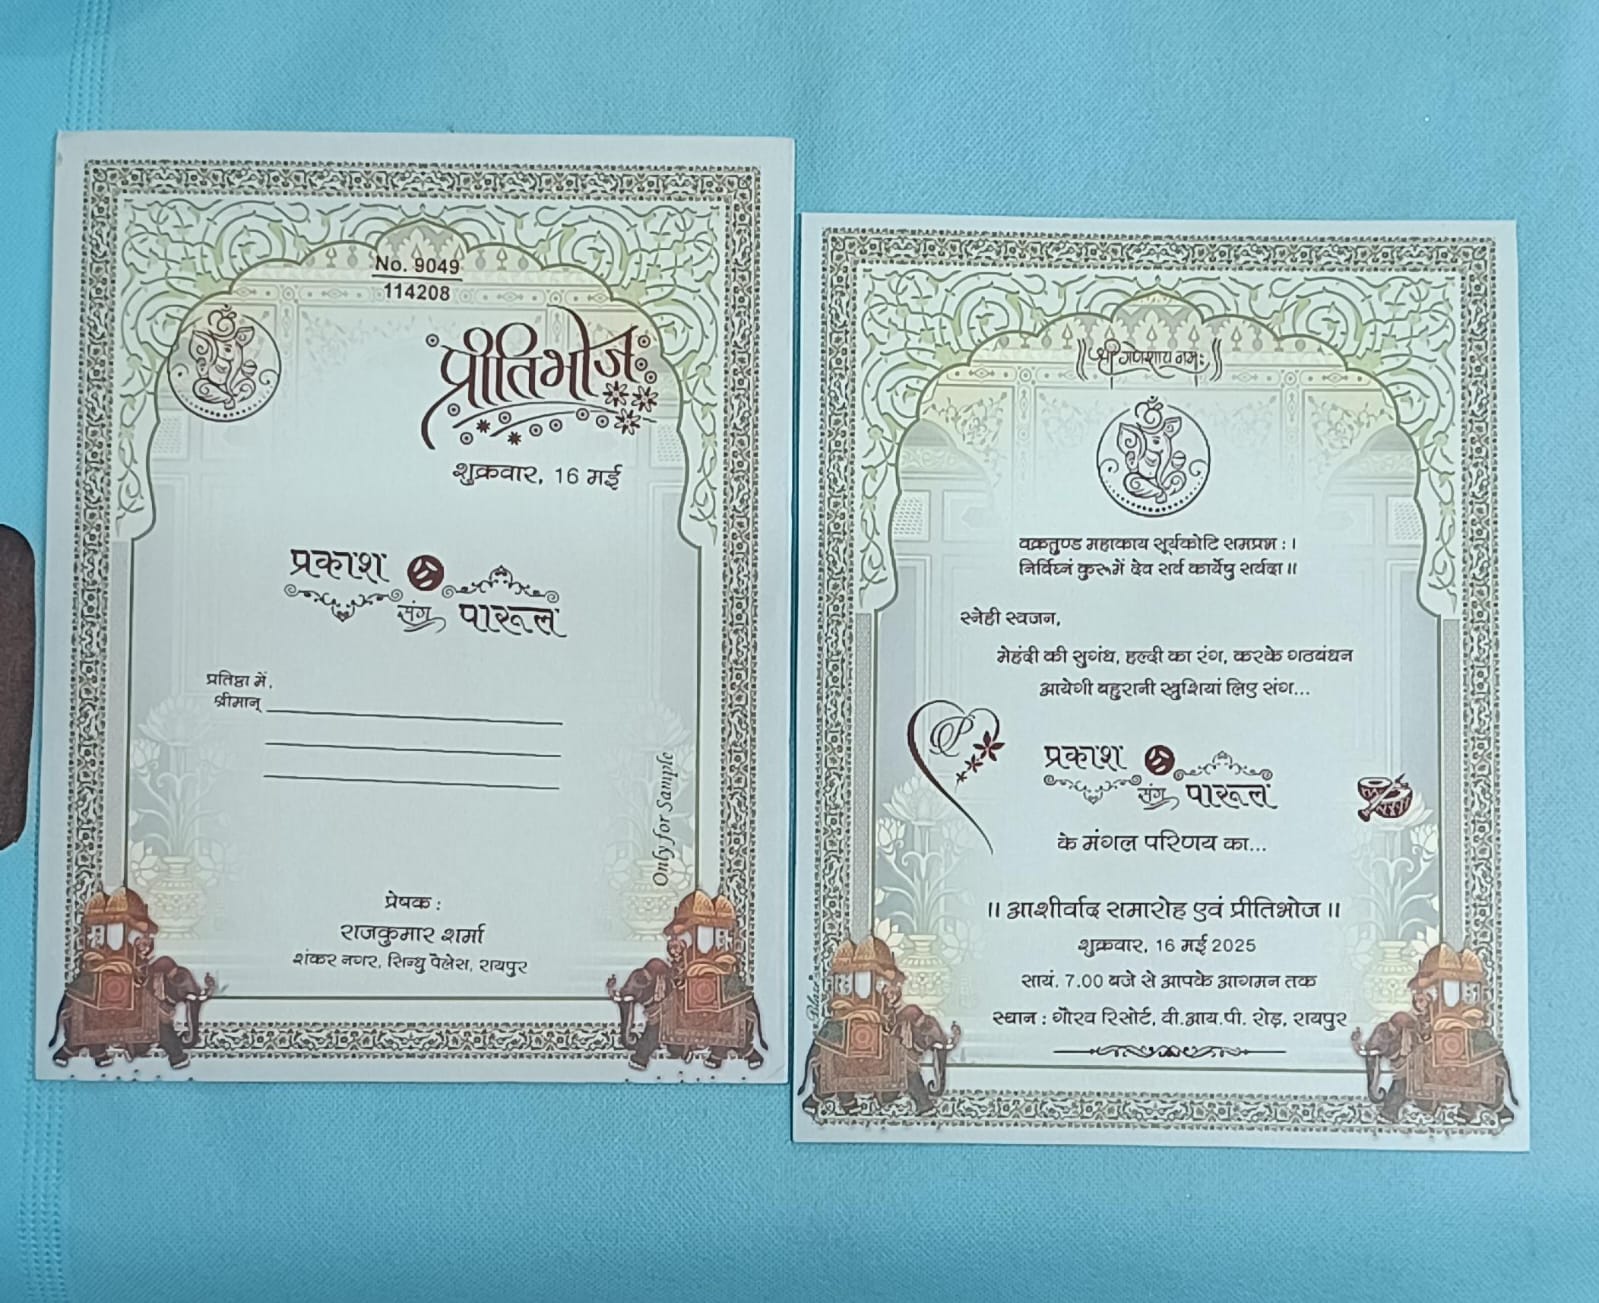 No. 9049
114208
प्रीतिभोज
शुक्रवार, 16 मई
प्रकाश
संग पारूल
प्रतिष्ठा में,
श्रीमान्
Only for Sample
प्रेषक :
राजकुमार शर्मा
शंकर नगर, सिन्धु पैलेस, रायपुर
॥ श्री गणेशाय नमः ॥
वक्रतुण्ड महाकाय सूर्यकोटि समप्रभ : ।
निर्विघ्नं कुरूमें देव सर्व कार्येषु सर्वदा ॥
स्नेही स्वजन,
मेहंदी की सुगंध, हल्दी का रंग, करके गठबंधन
आयेगी बहुरानी खुशियां लिए संग...
P
प्रकाश
संग पारूल
के मंगल परिणय का...
॥ आशीर्वाद समारोह एवं प्रीतिभोज ॥
शुक्रवार, 16 मई 2025
सायं. 7.00 बजे से आपके आगमन तक
स्थान : गौरव रिसोर्ट, वी.आय.पी. रोड़, रायपुर